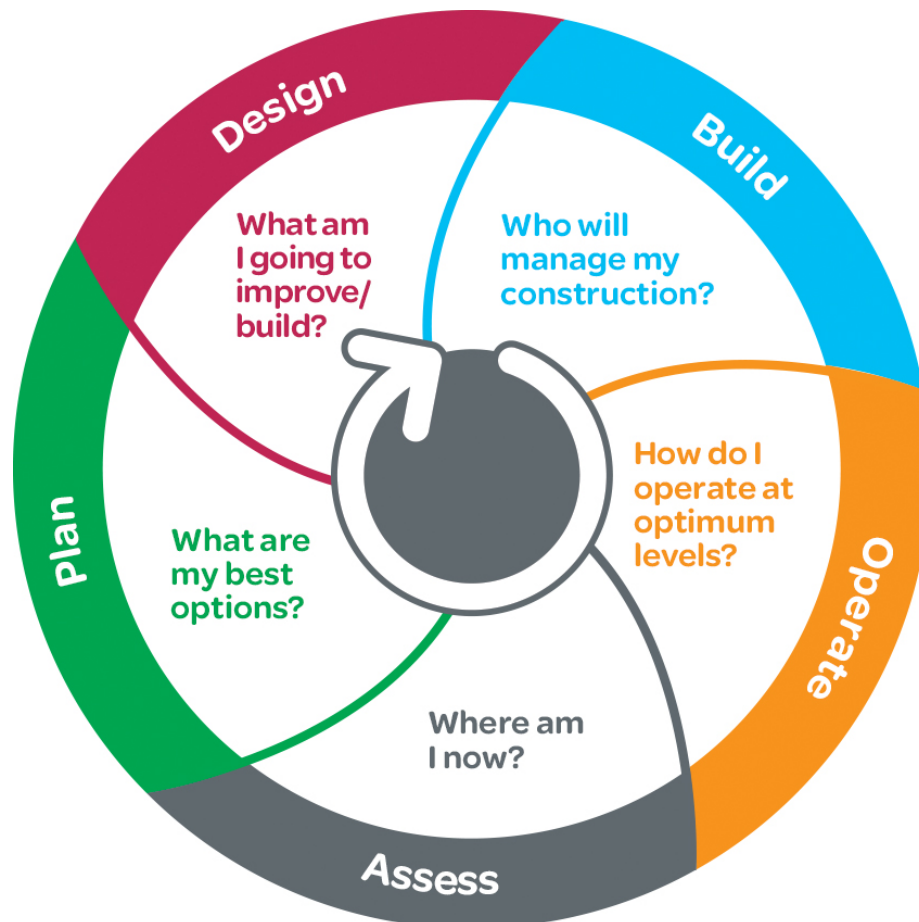 Design
What am
I going to
improve/
build?
Build
Who will
manage my
construction?
Operate
How do I
operate at
optimum
levels?
Assess
Where am
I now?
Plan
What are
my best
options?